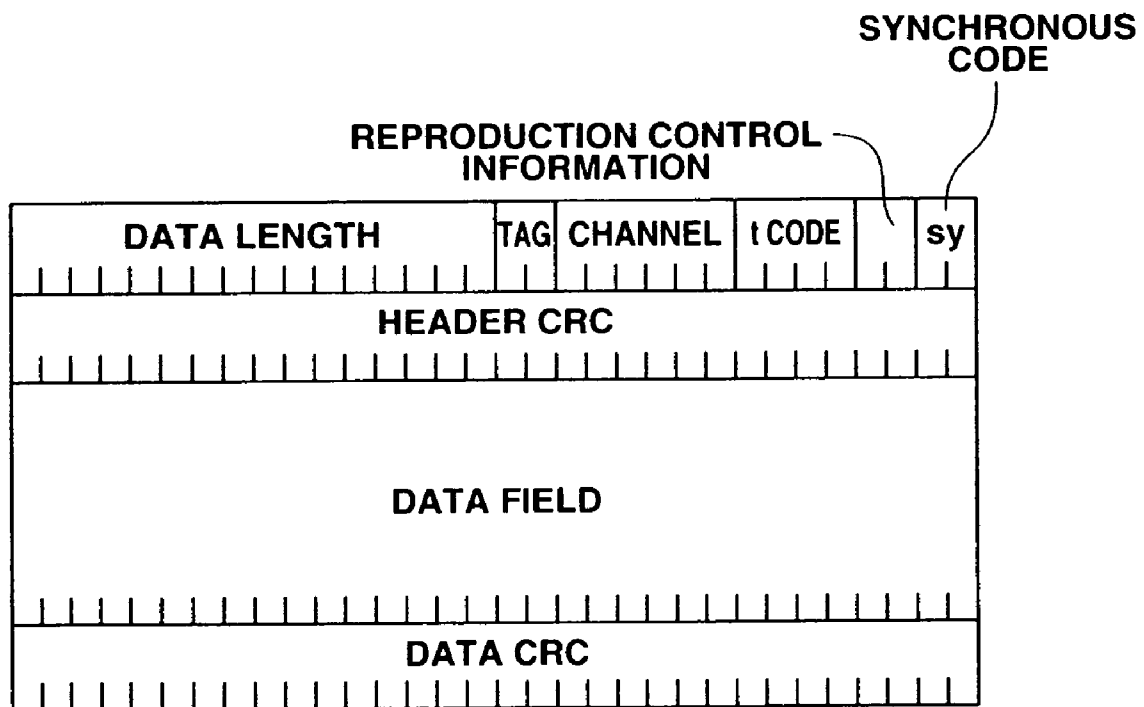 SYNCHRONOUS
CODE
REPRODUCTION CONTROL
INFORMATION
DATA LENGTH TAG CHANNEL t CODE sy
HEADER CRC
DATA FIELD
DATA CRC